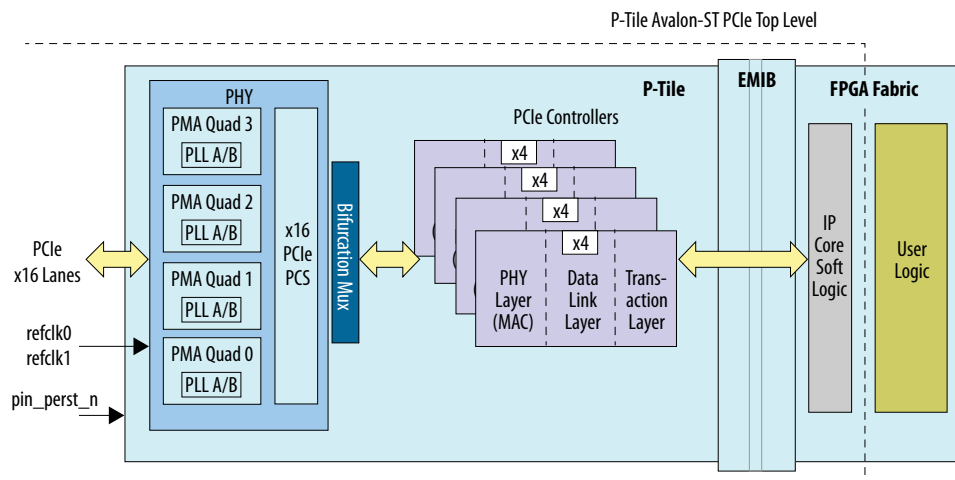 P-Tile Avalon-ST PCIe Top Level
P-Tile
EMIB
FPGA Fabric
PHY
PMA Quad 3
PLL A/B
PMA Quad 2
PLL A/B
PMA Quad 1
PLL A/B
PMA Quad 0
PLL A/B
x16
PCIe
PCS
Bifurcation Mux
PCIe Controllers
x4
x4
x4
x4
PHY
Layer
(MAC)
Data
Link
Layer
Trans-
action
Layer
IP
Core
Soft
Logic
User
Logic
PCIe
x16 Lanes
refclk0
refclk1
pin_perst_n